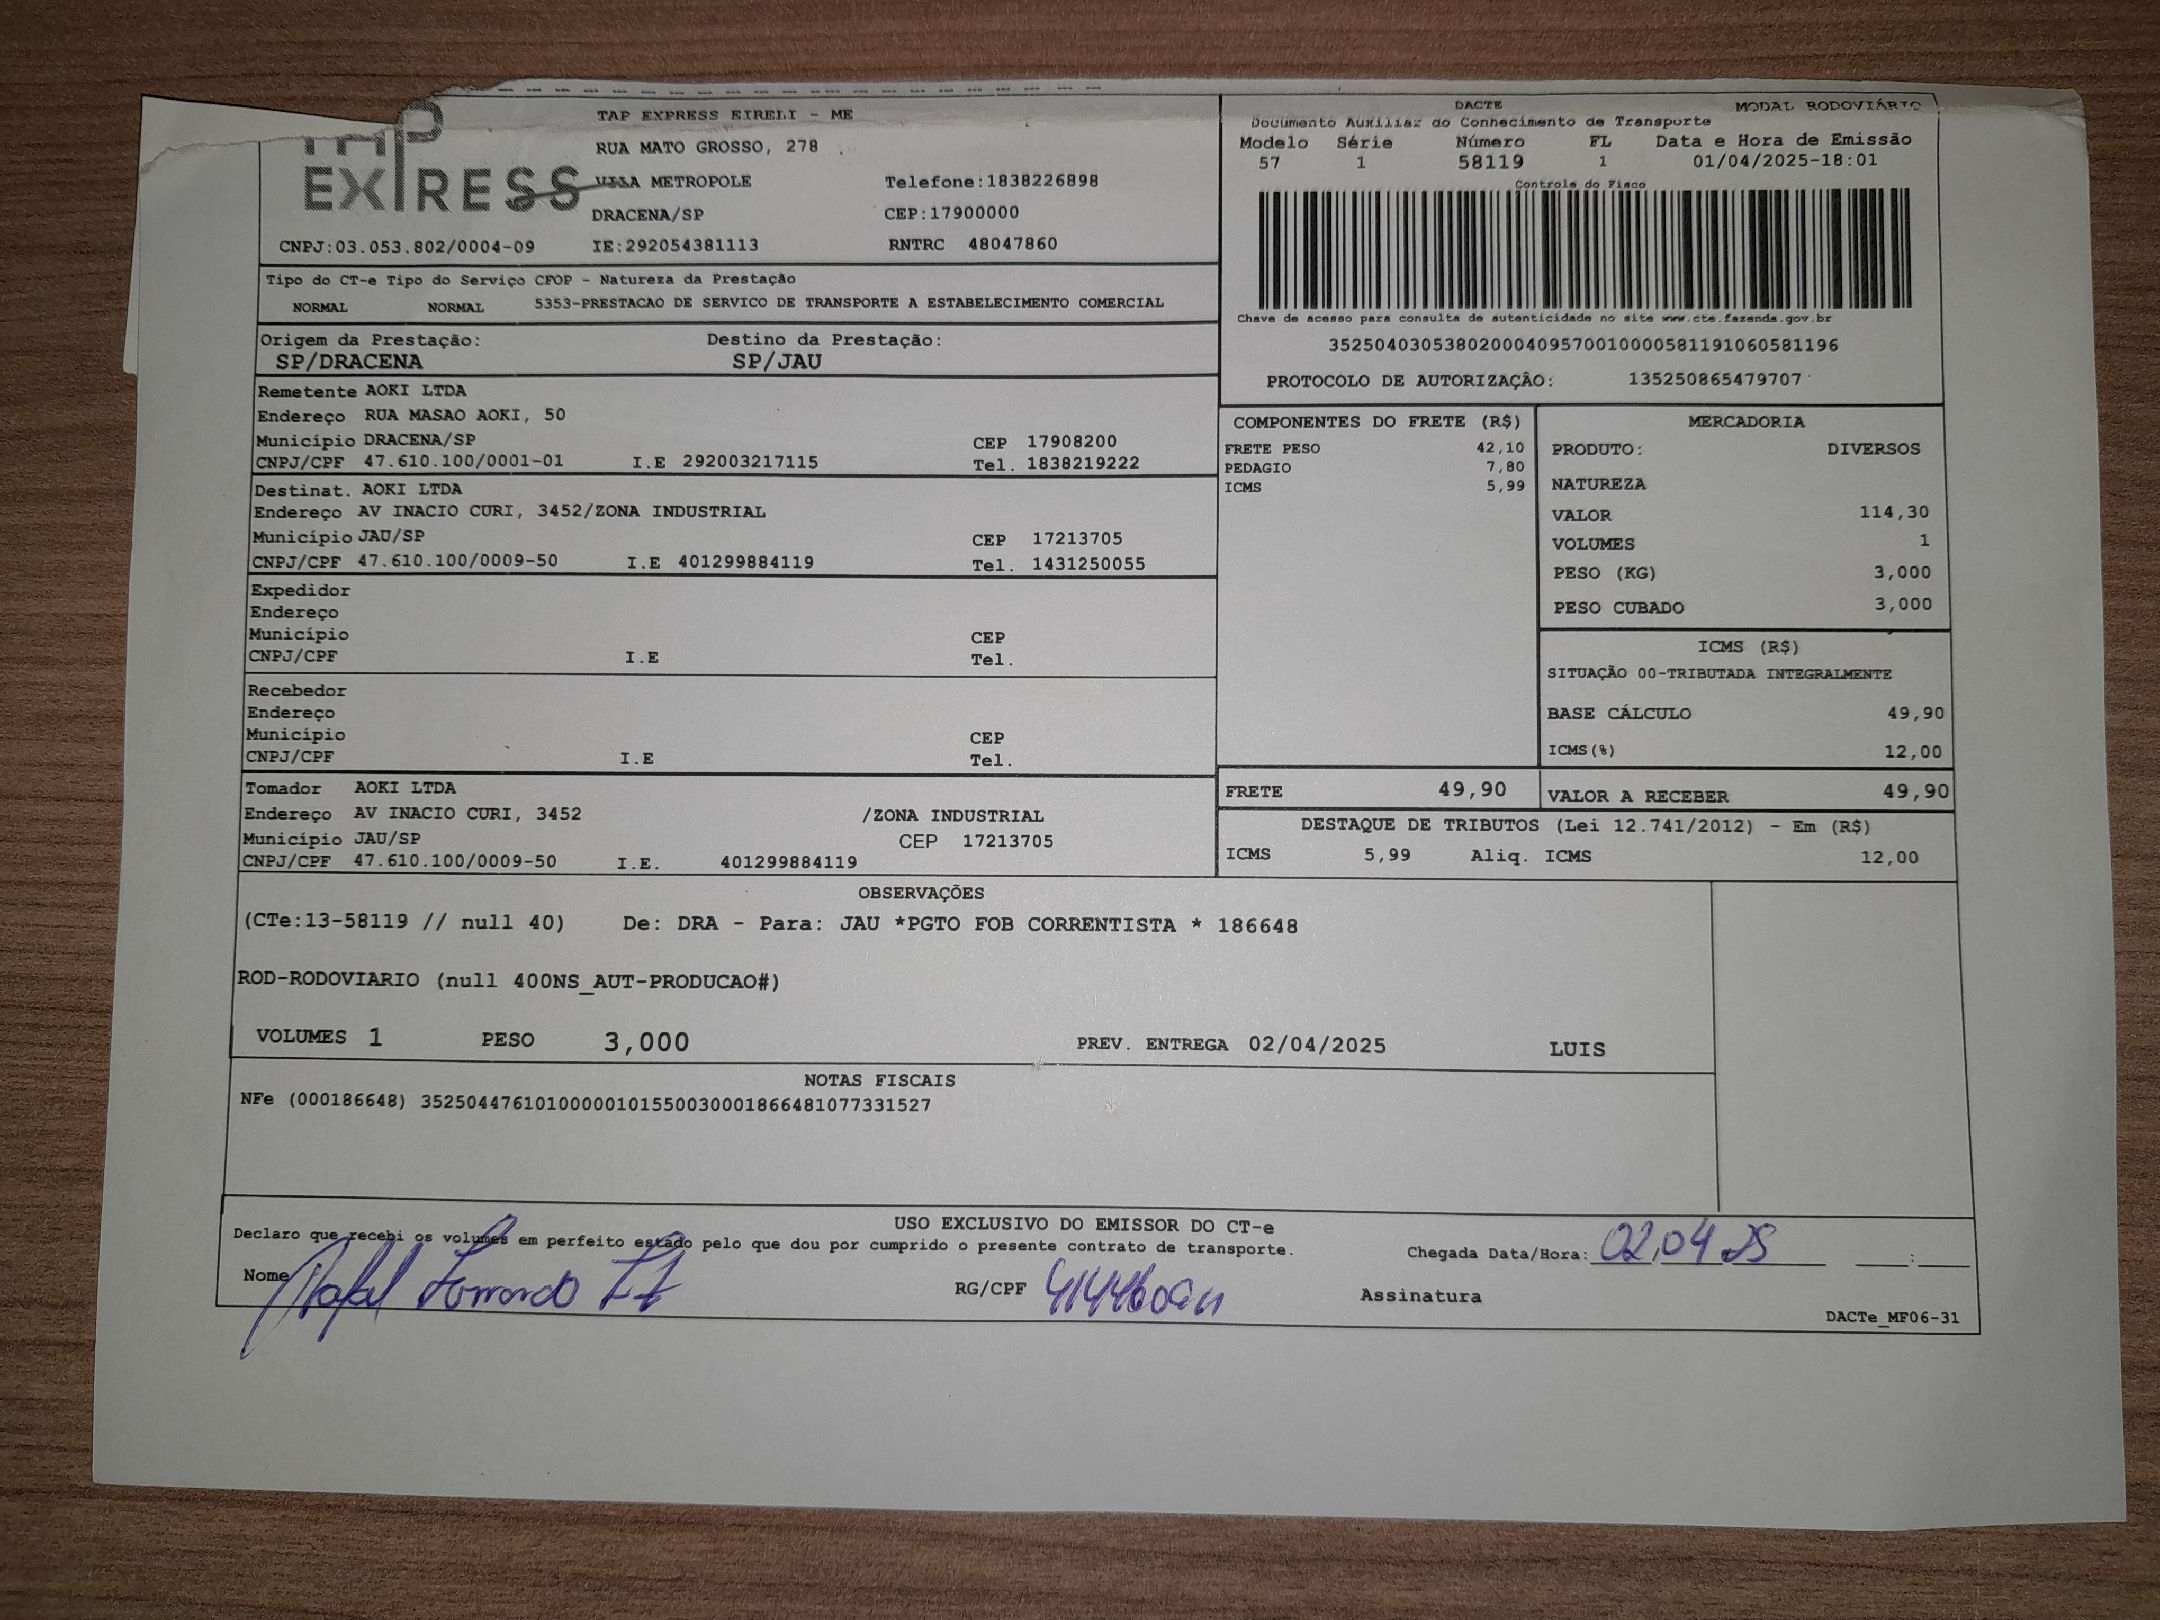 TAP
EXPRESS
TAP EXPRESS EIRELI - ME
RUA MATO GROSSO, 278
VILA METROPOLE Telefone:1838226898
DRACENA/SP CEP:17900000
CNPJ:03.053.802/0004-09 IE:292054381113 RNTRC 48047860
DACTE MODAL RODOVIÁRIO
Documento Auxiliar do Conhecimento de Transporte
Modelo Série Número FL Data e Hora de Emissão
57 1 58119 1 01/04/2025-18:01
Controle do Fisco
Chave de acesso para consulta de autenticidade no site www.cte.fazenda.gov.br
35250403053802000409570010000581191060581196
PROTOCOLO DE AUTORIZAÇÃO: 135250865479707
Tipo do CT-e Tipo do Serviço CFOP - Natureza da Prestação
NORMAL NORMAL 5353-PRESTACAO DE SERVICO DE TRANSPORTE A ESTABELECIMENTO COMERCIAL
Origem da Prestação: Destino da Prestação:
SP/DRACENA SP/JAU
Remetente AOKI LTDA
Endereço RUA MASAO AOKI, 50
Município DRACENA/SP CEP 17908200
CNPJ/CPF 47.610.100/0001-01 I.E 292003217115 Tel. 1838219222
Destinat. AOKI LTDA
Endereço AV INACIO CURI, 3452/ZONA INDUSTRIAL
Município JAU/SP CEP 17213705
CNPJ/CPF 47.610.100/0009-50 I.E 401299884119 Tel. 1431250055
Expedidor
Endereço
Município CEP
CNPJ/CPF I.E Tel.
Recebedor
Endereço
Município CEP
CNPJ/CPF I.E Tel.
Tomador AOKI LTDA
Endereço AV INACIO CURI, 3452 /ZONA INDUSTRIAL
Município JAU/SP CEP 17213705
CNPJ/CPF 47.610.100/0009-50 I.E. 401299884119
COMPONENTES DO FRETE (R$)
FRETE PESO 42,10
PEDAGIO 7,80
ICMS 5,99
MERCADORIA
PRODUTO: DIVERSOS
NATUREZA
VALOR 114,30
VOLUMES 1
PESO (KG) 3,000
PESO CUBADO 3,000
ICMS (R$)
SITUAÇÃO 00-TRIBUTADA INTEGRALMENTE
BASE CÁLCULO 49,90
ICMS(%) 12,00
FRETE 49,90 VALOR A RECEBER 49,90
DESTAQUE DE TRIBUTOS (Lei 12.741/2012) - Em (R$)
ICMS 5,99 Aliq. ICMS 12,00
OBSERVAÇÕES
(CTe:13-58119 // null 40) De: DRA - Para: JAU *PGTO FOB CORRENTISTA * 186648
ROD-RODOVIARIO (null 400NS_AUT-PRODUCAO#)
VOLUMES 1 PESO 3,000 PREV. ENTREGA 02/04/2025 LUIS
NOTAS FISCAIS
NFe (000186648) 35250447610100000101550030001866481077331527
USO EXCLUSIVO DO EMISSOR DO CT-e
Declaro que recebi os volumes em perfeito estado pelo que dou por cumprido o presente contrato de transporte. Chegada Data/Hora: 02.04.25 :
Nome RG/CPF Assinatura
DACTe_MF06-31